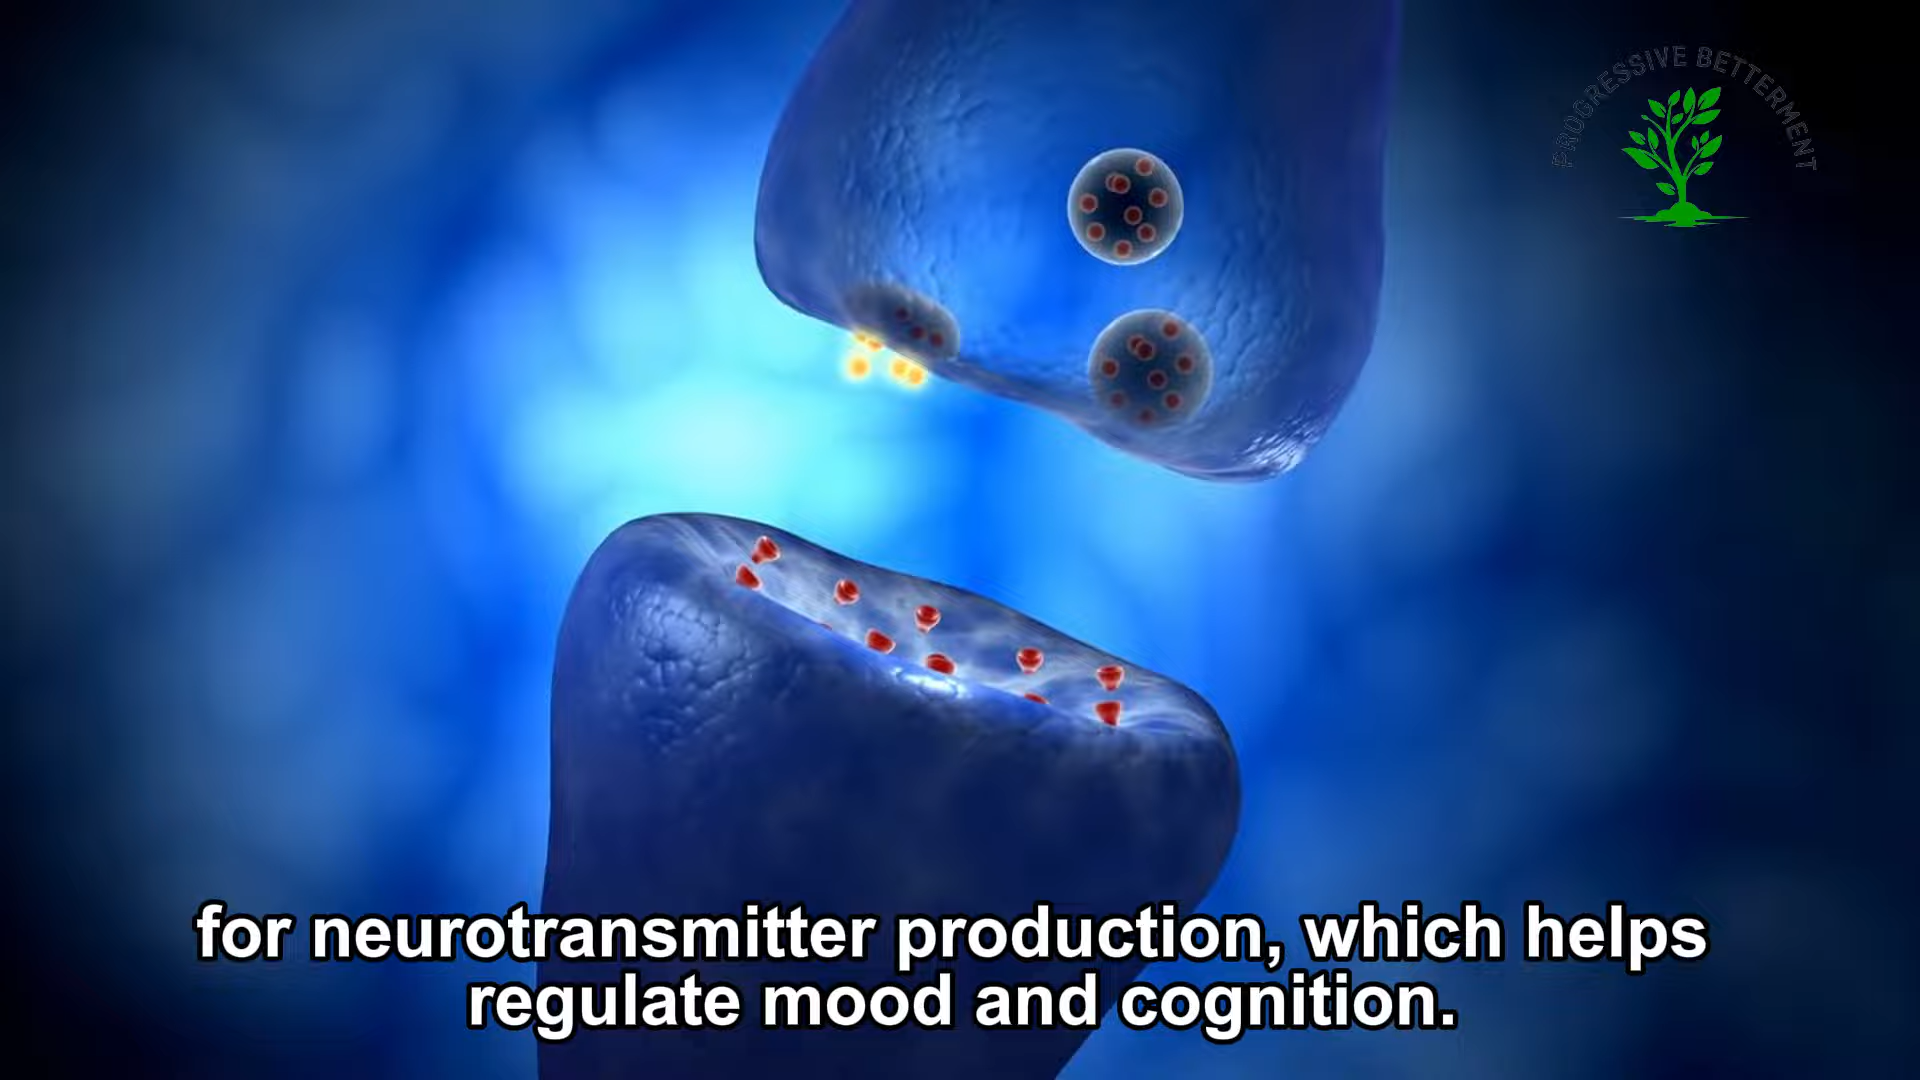 PROGRESSIVE BETTERMENT
for neurotransmitter production, which helps
regulate mood and cognition.